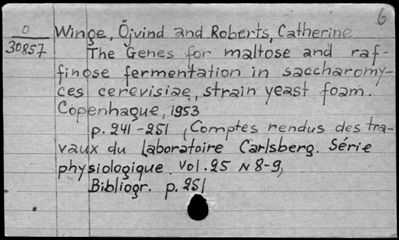 6
O
30857
Winge, Öjvind and Roberts, Catherine
The Genes for maltose and raf-
finose fermentation in saccharomy-
ces cerevisiae, strain yeast foam.
Copenhague, 1953
p. 241-251 (Comptes rendus des tra-
vaux du Laboratoire Carlsberg. Série
physiologique. Vol. 25 N 8-9,
Bibliogr. p. 251